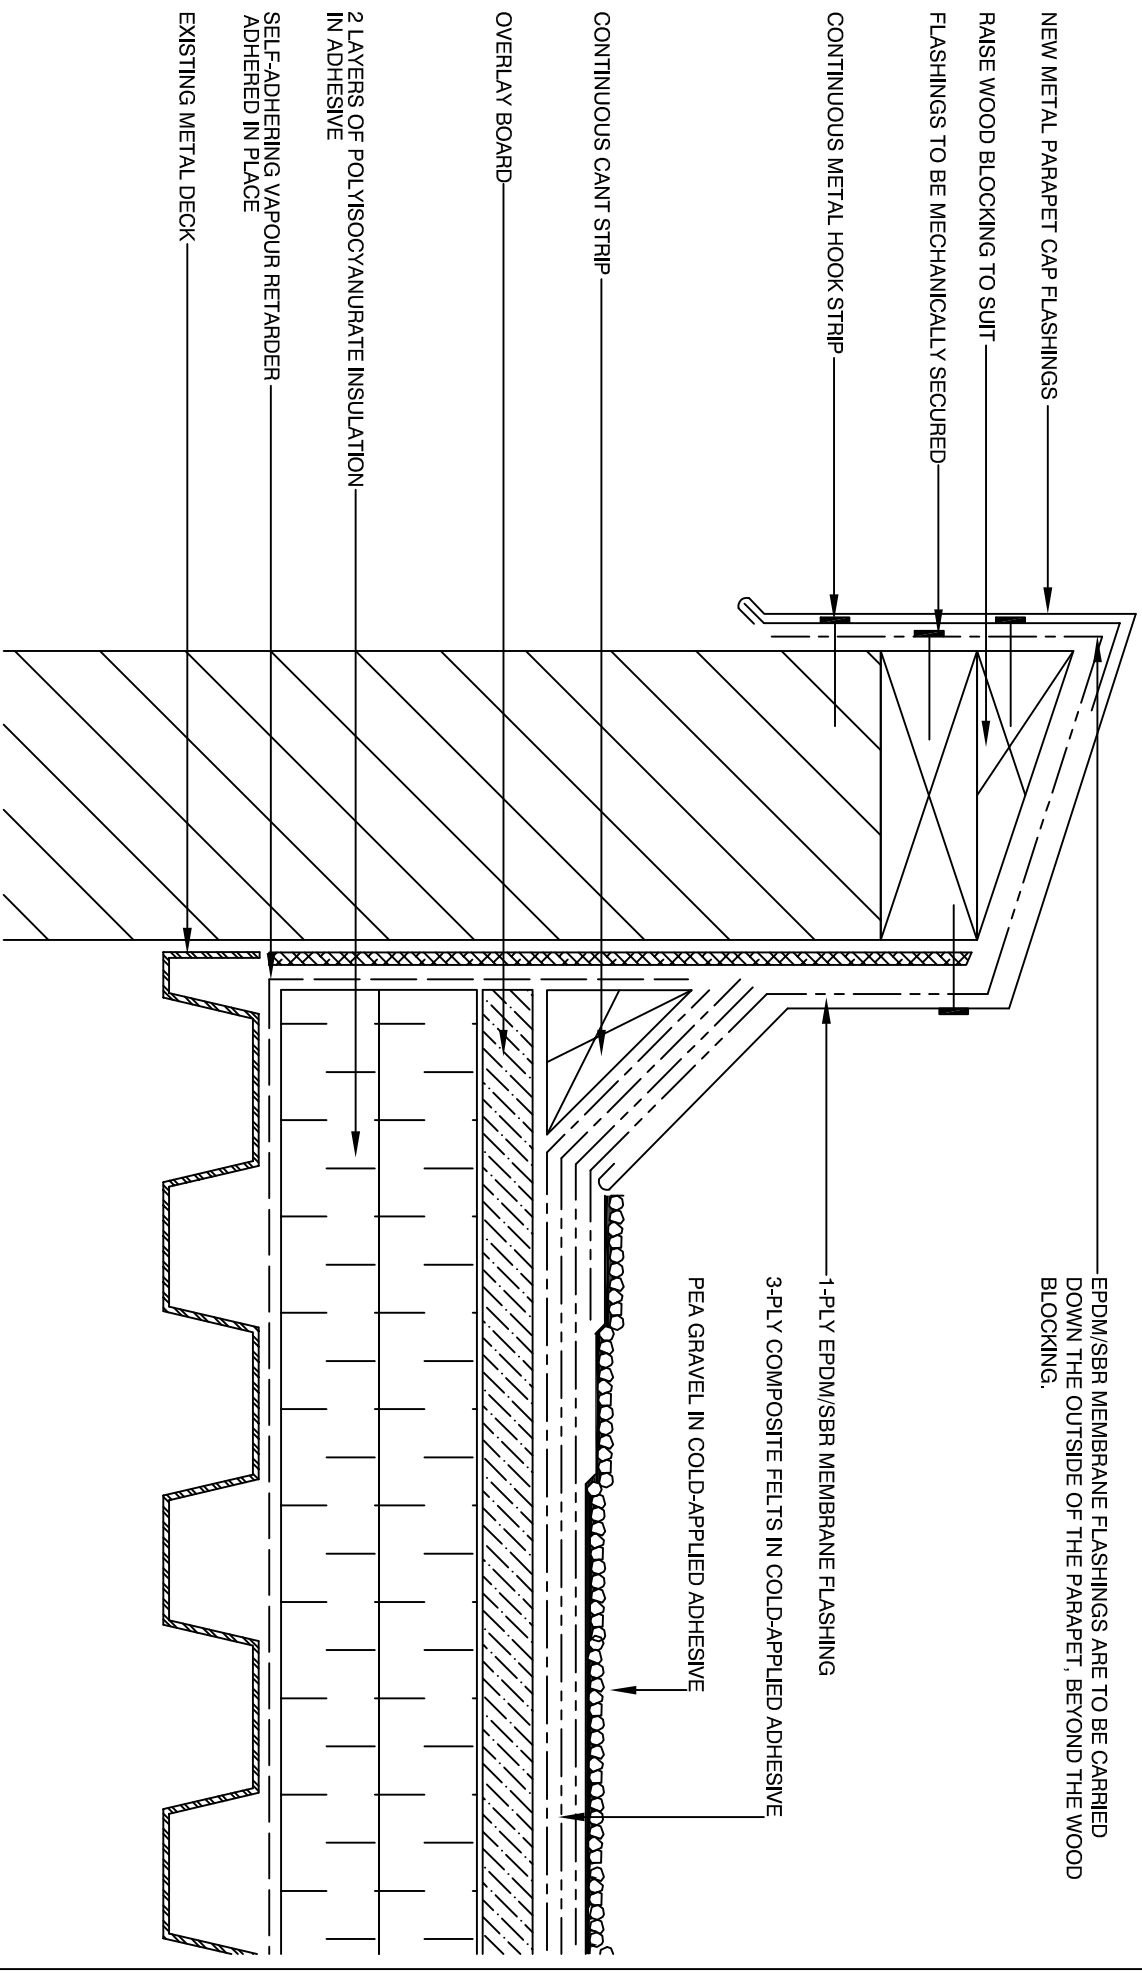 NEW METAL PARAPET CAP FLASHINGS
RAISE WOOD BLOCKING TO SUIT
FLASHINGS TO BE MECHANICALLY SECURED
CONTINUOUS METAL HOOK STRIP
CONTINUOUS CANT STRIP
OVERLAY BOARD
2 LAYERS OF POLYISOCYANURATE INSULATION
IN ADHESIVE
SELF-ADHERING VAPOUR RETARDER
ADHERED IN PLACE
EXISTING METAL DECK
EPDM/SBR MEMBRANE FLASHINGS ARE TO BE CARRIED
DOWN THE OUTSIDE OF THE PARAPET, BEYOND THE WOOD
BLOCKING.
1-PLY EPDM/SBR MEMBRANE FLASHING
3-PLY COMPOSITE FELTS IN COLD-APPLIED ADHESIVE
PEA GRAVEL IN COLD-APPLIED ADHESIVE